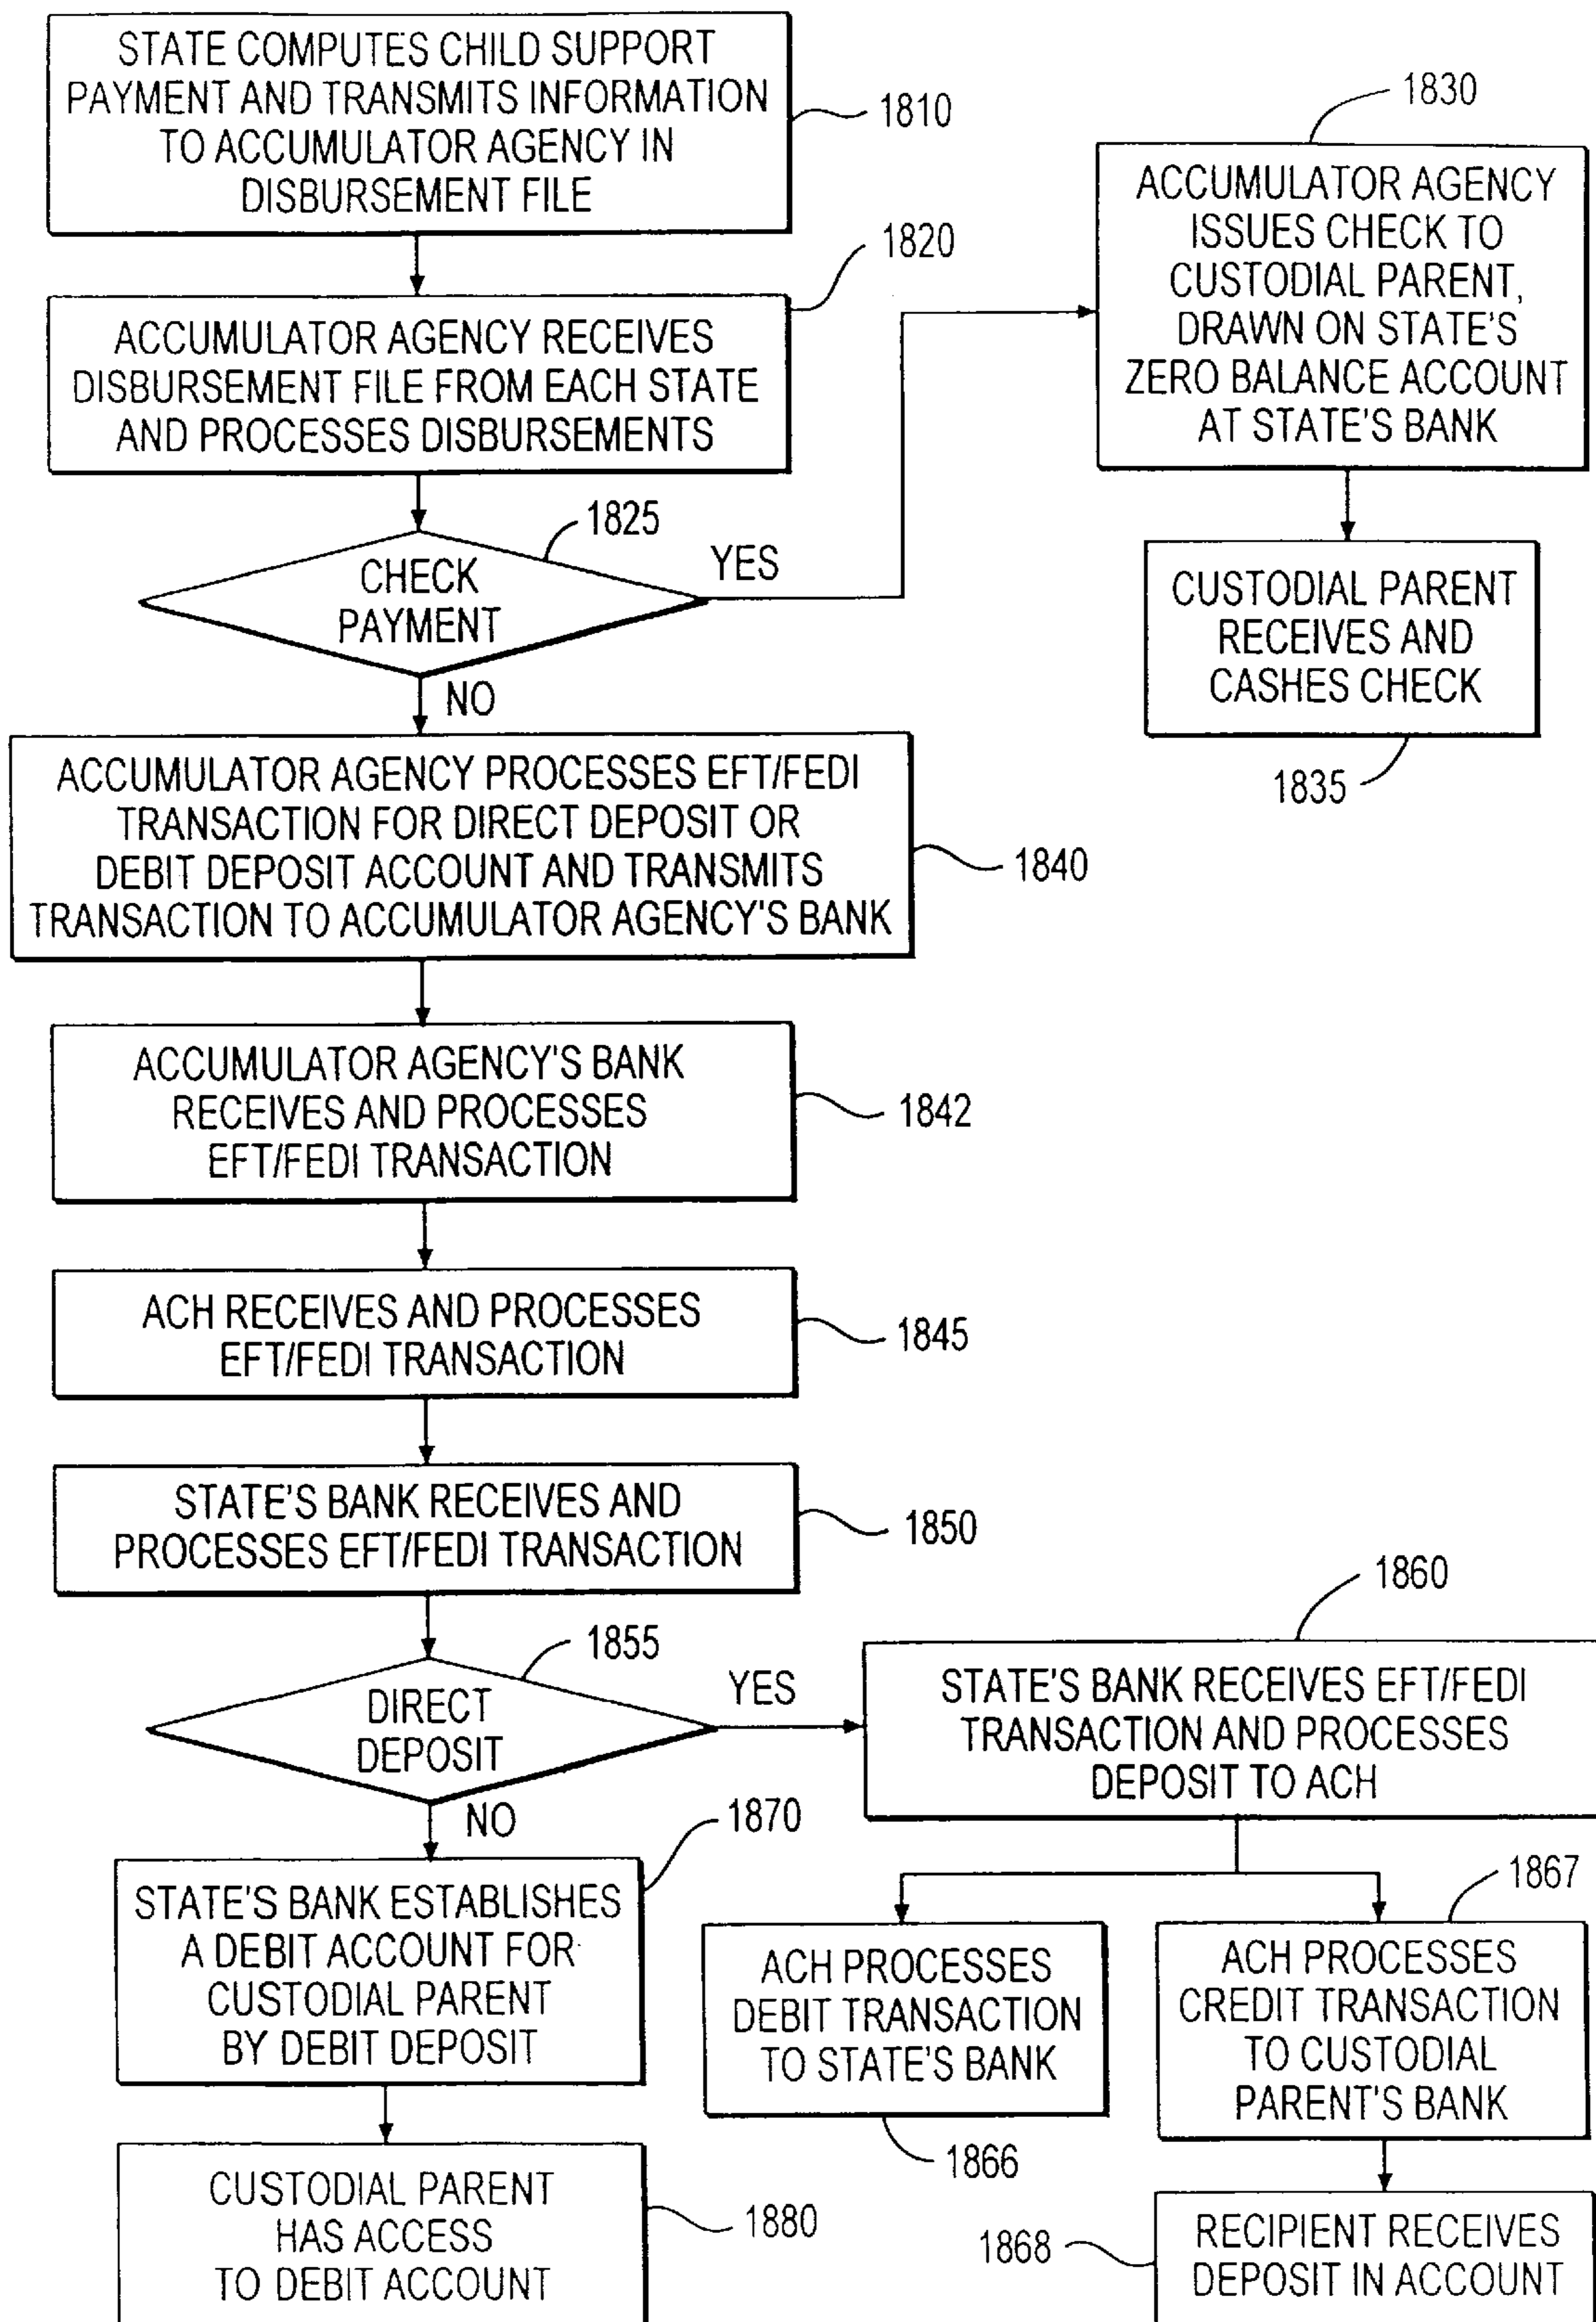 STATE COMPUTES CHILD SUPPORT
PAYMENT AND TRANSMITS INFORMATION
TO ACCUMULATOR AGENCY IN
DISBURSEMENT FILE
1810
1820
ACCUMULATOR AGENCY RECEIVES
DISBURSEMENT FILE FROM EACH STATE
AND PROCESSES DISBURSEMENTS
1825
CHECK
PAYMENT
YES
NO
1830
ACCUMULATOR AGENCY
ISSUES CHECK TO
CUSTODIAL PARENT,
DRAWN ON STATE'S
ZERO BALANCE ACCOUNT
AT STATE'S BANK
CUSTODIAL PARENT
RECEIVES AND
CASHES CHECK
1835
ACCUMULATOR AGENCY PROCESSES EFT/FEDI
TRANSACTION FOR DIRECT DEPOSIT OR
DEBIT DEPOSIT ACCOUNT AND TRANSMITS
TRANSACTION TO ACCUMULATOR AGENCY'S BANK
1840
ACCUMULATOR AGENCY'S BANK
RECEIVES AND PROCESSES
EFT/FEDI TRANSACTION
1842
ACH RECEIVES AND PROCESSES
EFT/FEDI TRANSACTION
1845
STATE'S BANK RECEIVES AND
PROCESSES EFT/FEDI TRANSACTION
1850
1855
DIRECT
DEPOSIT
YES
NO
1860
STATE'S BANK RECEIVES EFT/FEDI
TRANSACTION AND PROCESSES
DEPOSIT TO ACH
1870
STATE'S BANK ESTABLISHES
A DEBIT ACCOUNT FOR
CUSTODIAL PARENT
BY DEBIT DEPOSIT
ACH PROCESSES
DEBIT TRANSACTION
TO STATE'S BANK
1866
1867
ACH PROCESSES
CREDIT TRANSACTION
TO CUSTODIAL
PARENT'S BANK
CUSTODIAL PARENT
HAS ACCESS
TO DEBIT ACCOUNT
1880
1868
RECIPIENT RECEIVES
DEPOSIT IN ACCOUNT